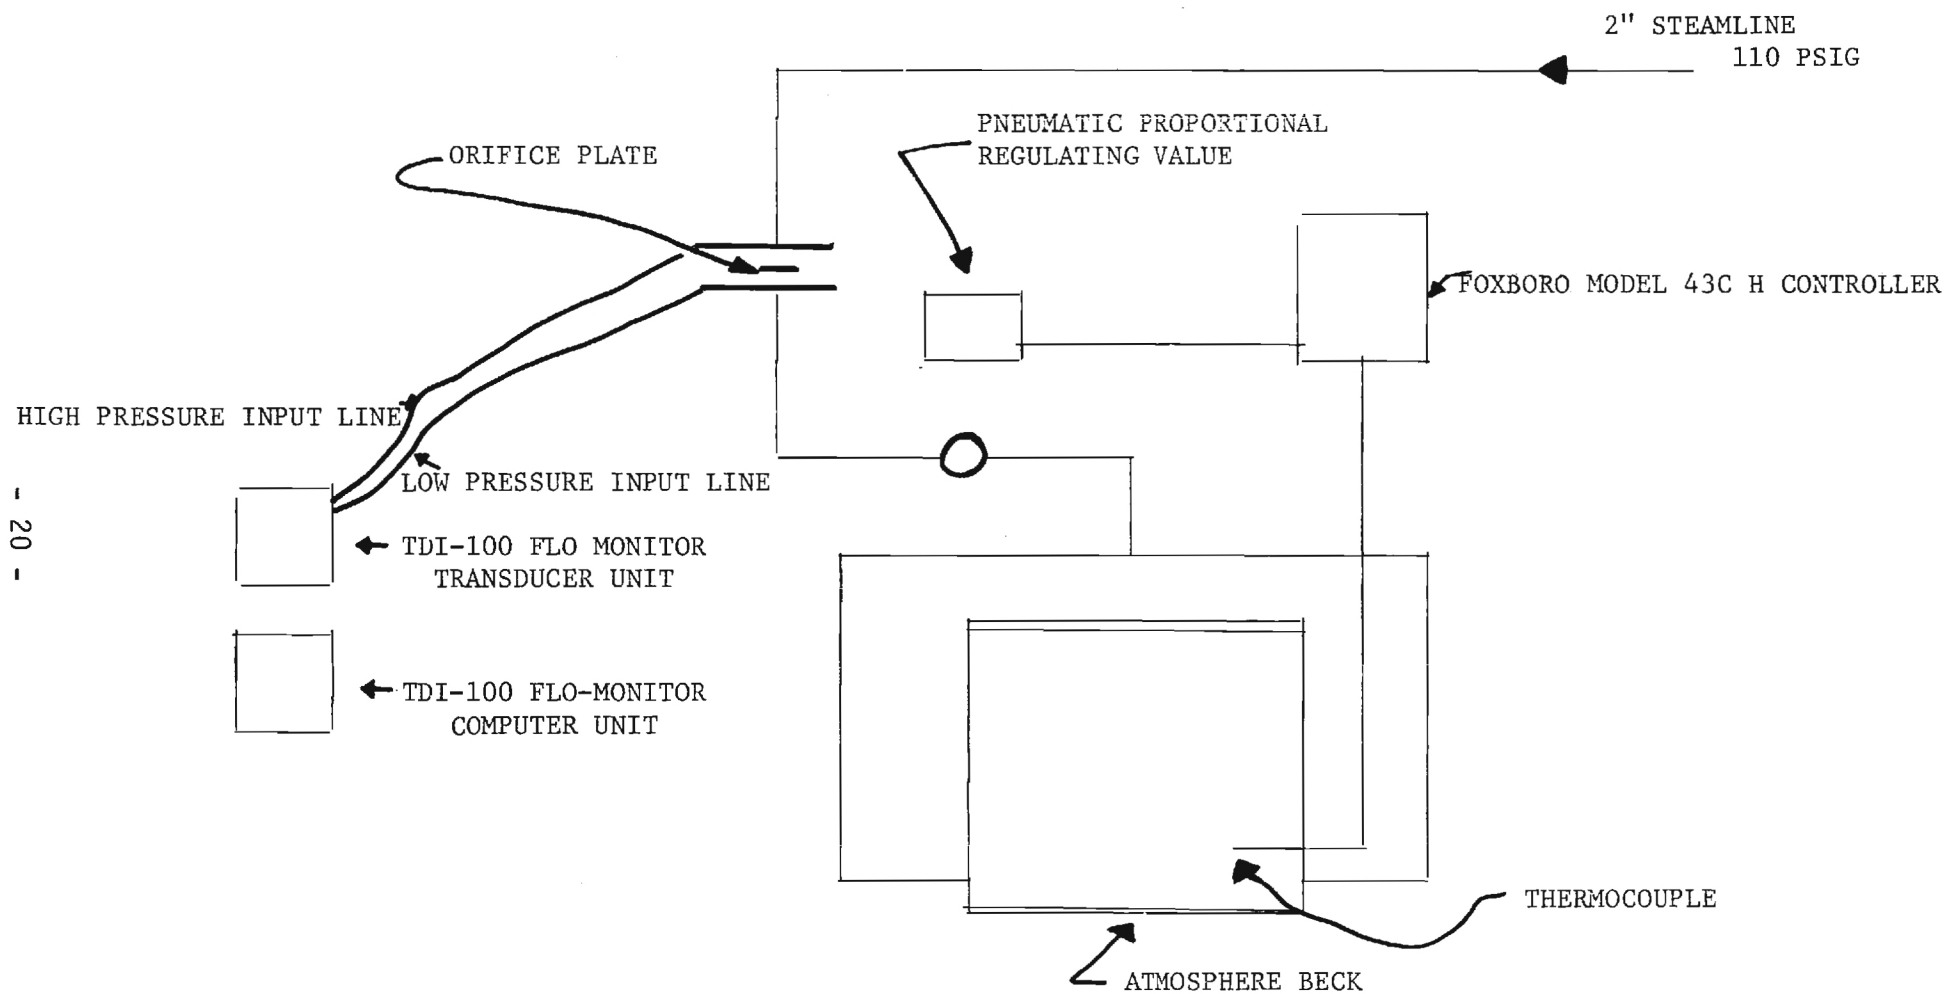 2" STEAMLINE
110 PSIG
PNEUMATIC PROPORTIONAL
REGULATING VALUE
ORIFICE PLATE
FOXBORO MODEL 43C H CONTROLLER
HIGH PRESSURE INPUT LINE
LOW PRESSURE INPUT LINE
- 20 -
TDI-100 FLO MONITOR
TRANSDUCER UNIT
TDI-100 FLO-MONITOR
COMPUTER UNIT
THERMOCOUPLE
ATMOSPHERE BECK